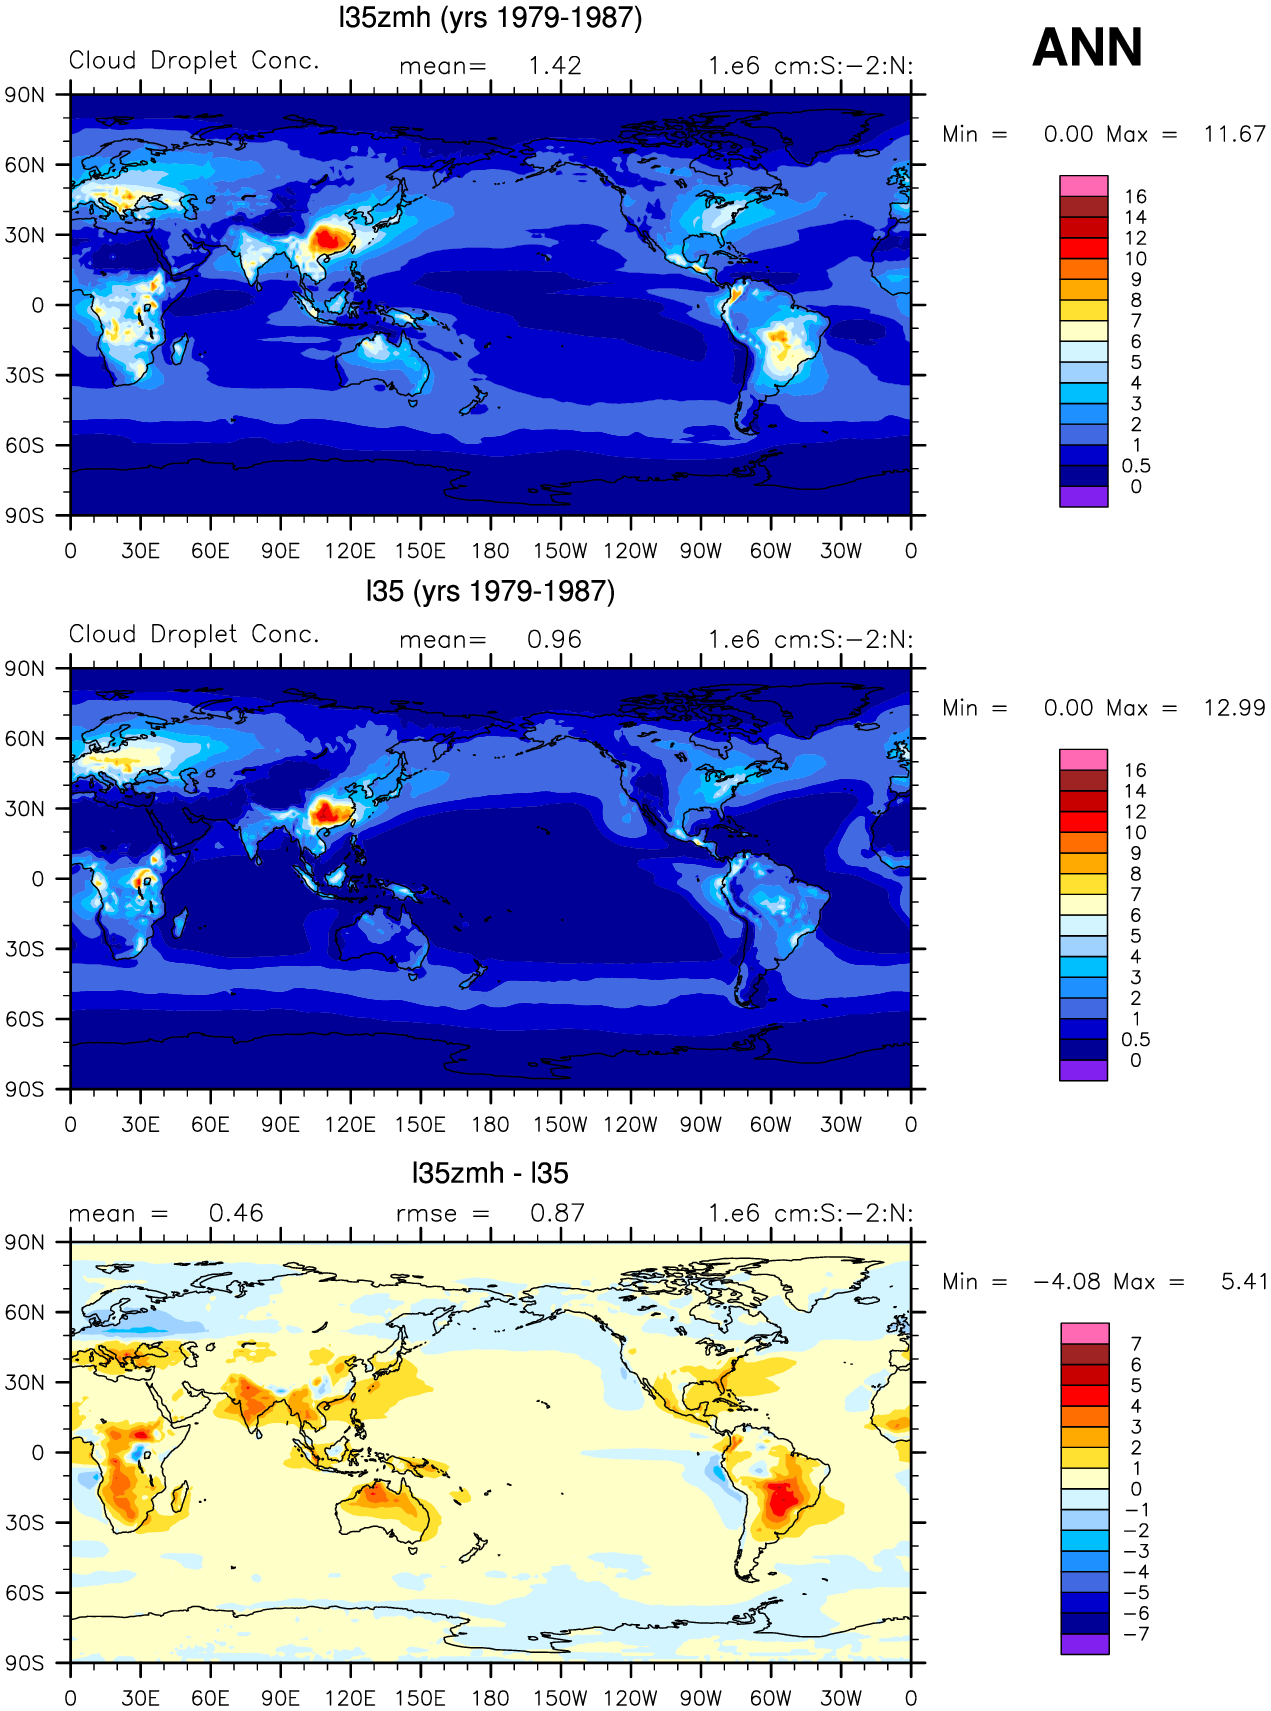 l35zmh (yrs 1979-1987)
ANN
Cloud Droplet Conc. mean= 1.42 1.e6 cm:S:−2:N:
Min = 0.00 Max = 11.67
90N
60N
30N
0
30S
60S
90S
0 30E 60E 90E 120E 150E 180 150W 120W 90W 60W 30W 0
16
14
12
10
9
8
7
6
5
4
3
2
1
0.5
0
l35 (yrs 1979-1987)
Cloud Droplet Conc. mean= 0.96 1.e6 cm:S:−2:N:
Min = 0.00 Max = 12.99
90N
60N
30N
0
30S
60S
90S
0 30E 60E 90E 120E 150E 180 150W 120W 90W 60W 30W 0
16
14
12
10
9
8
7
6
5
4
3
2
1
0.5
0
l35zmh - l35
mean = 0.46 rmse = 0.87 1.e6 cm:S:−2:N:
Min = −4.08 Max = 5.41
90N
60N
30N
0
30S
60S
90S
0 30E 60E 90E 120E 150E 180 150W 120W 90W 60W 30W 0
7
6
5
4
3
2
1
0
−1
−2
−3
−4
−5
−6
−7